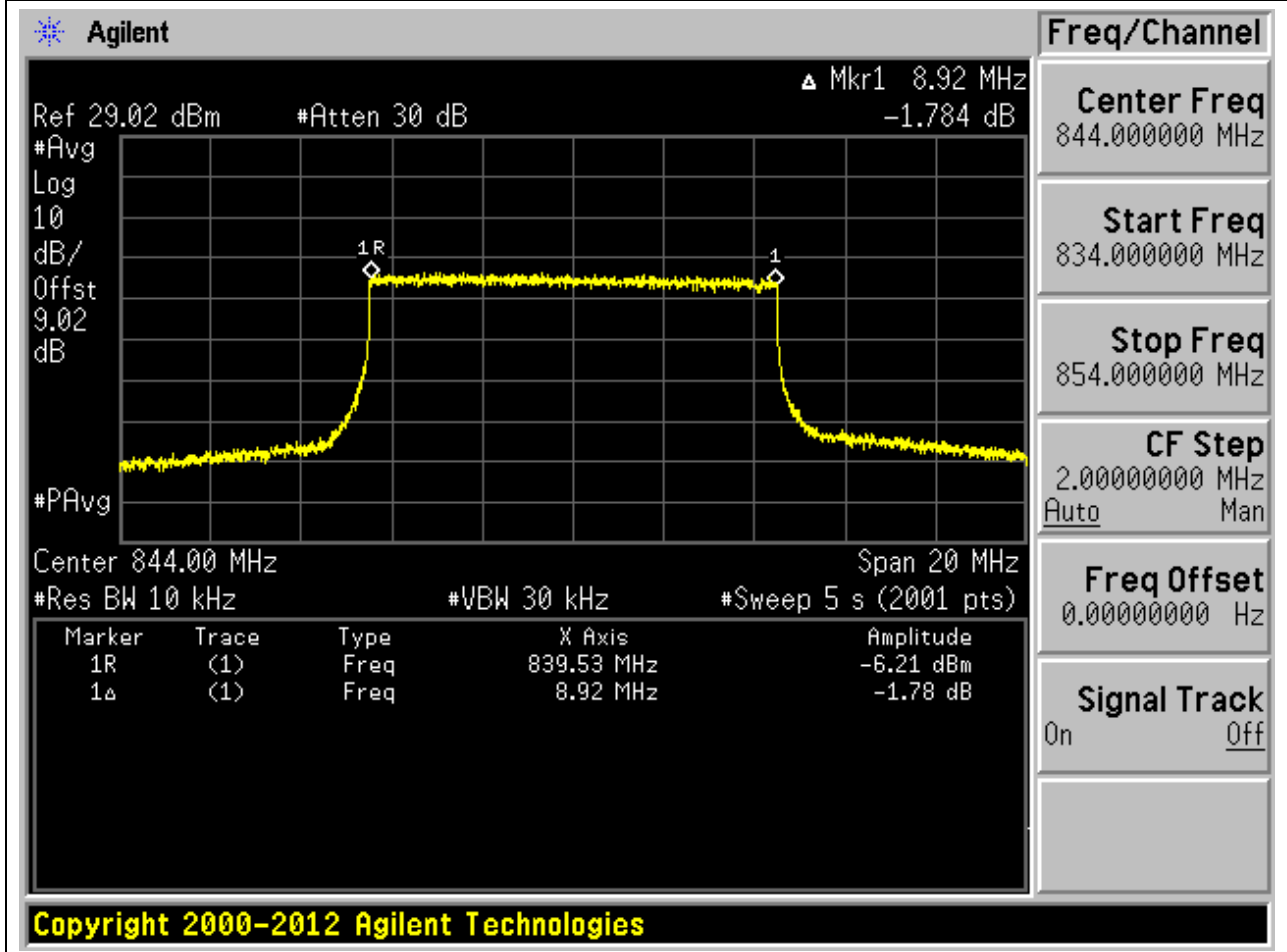 Agilent
Freq/Channel
▵ Mkr1 8.92 MHz
Ref 29.02 dBm #Atten 30 dB −1.784 dB
#Avg
Log
10
dB/
Offst
9.02
dB
1R
1
#PAvg
Center 844.00 MHz Span 20 MHz
#Res BW 10 kHz #VBW 30 kHz #Sweep 5 s (2001 pts)
Marker Trace Type X Axis Amplitude
1R (1) Freq 839.53 MHz −6.21 dBm
1▵ (1) Freq 8.92 MHz −1.78 dB
Center Freq
844.000000 MHz
Start Freq
834.000000 MHz
Stop Freq
854.000000 MHz
CF Step
2.00000000 MHz
Auto Man
Freq Offset
0.00000000 Hz
Signal Track
On Off
Copyright 2000–2012 Agilent Technologies